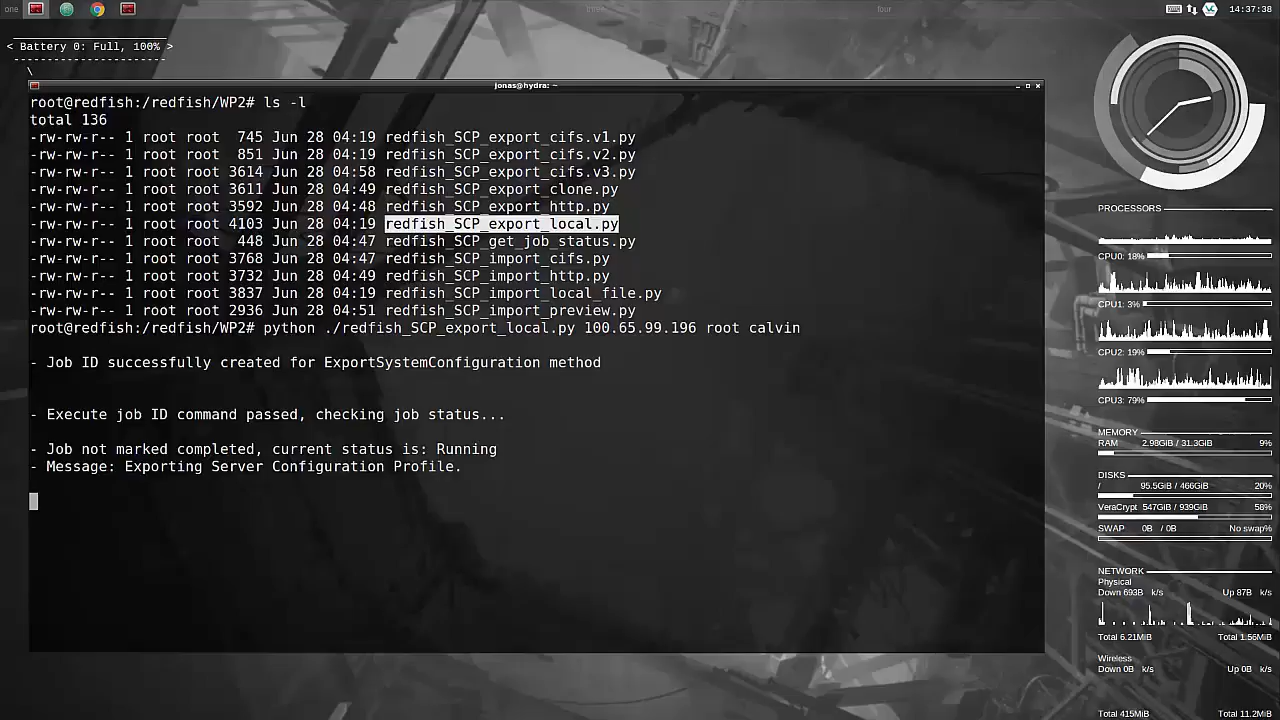 one
three
four
14:37:38
< Battery 0: Full, 100% >
-----------------------
\
jonas@hydra: ~
root@redfish:/redfish/WP2# ls -l
total 136
-rw-rw-r-- 1 root root  745 Jun 28 04:19 redfish_SCP_export_cifs.v1.py
-rw-rw-r-- 1 root root  851 Jun 28 04:19 redfish_SCP_export_cifs.v2.py
-rw-rw-r-- 1 root root 3614 Jun 28 04:58 redfish_SCP_export_cifs.v3.py
-rw-rw-r-- 1 root root 3611 Jun 28 04:49 redfish_SCP_export_clone.py
-rw-rw-r-- 1 root root 3592 Jun 28 04:48 redfish_SCP_export_http.py
-rw-rw-r-- 1 root root 4103 Jun 28 04:19 redfish_SCP_export_local.py
-rw-rw-r-- 1 root root  448 Jun 28 04:47 redfish_SCP_get_job_status.py
-rw-rw-r-- 1 root root 3768 Jun 28 04:47 redfish_SCP_import_cifs.py
-rw-rw-r-- 1 root root 3732 Jun 28 04:49 redfish_SCP_import_http.py
-rw-rw-r-- 1 root root 3837 Jun 28 04:19 redfish_SCP_import_local_file.py
-rw-rw-r-- 1 root root 2936 Jun 28 04:51 redfish_SCP_import_preview.py
root@redfish:/redfish/WP2# python ./redfish_SCP_export_local.py 100.65.99.196 root calvin
- Job ID successfully created for ExportSystemConfiguration method
- Execute job ID command passed, checking job status...
- Job not marked completed, current status is: Running
- Message: Exporting Server Configuration Profile.
PROCESSORS
CPU0: 18%
CPU1: 3%
CPU2: 19%
CPU3: 79%
MEMORY
RAM 2.98GiB / 31.3GiB 9%
DISKS
/ 95.5GiB / 466GiB 20%
VeraCrypt 547GiB / 939GiB 58%
SWAP 0B / 0B No swap%
NETWORK
Physical
Down 693B k/s Up 87B k/s
Total 6.21MiB Total 1.56MiB
Wireless
Down 0B k/s Up 0B k/s
Total 415MiB Total 11.2MiB